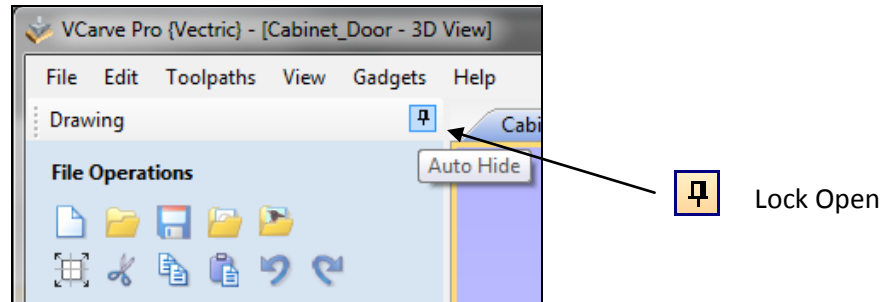 VCarve Pro {Vectric} - [Cabinet_Door - 3D View]
File Edit Toolpaths View Gadgets Help
Drawing
Cabi
File Operations
Auto Hide
Lock Open